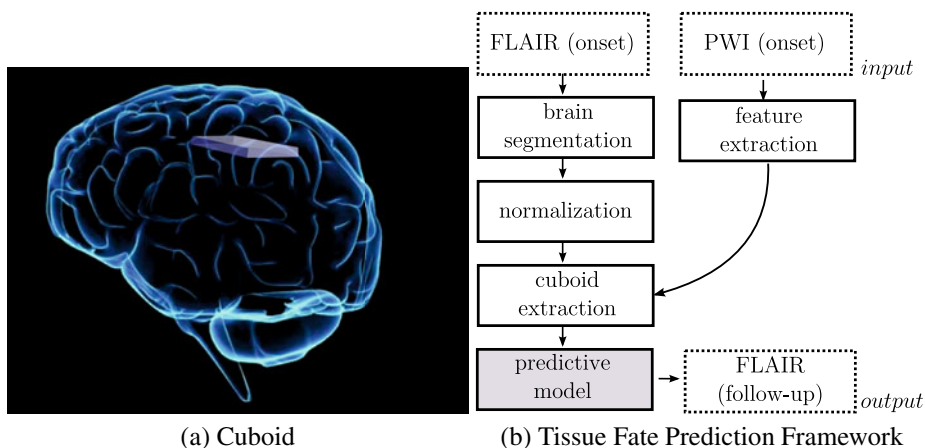 FLAIR (onset)
PWI (onset)
input
brain
segmentation
feature
extraction
normalization
cuboid
extraction
predictive
model
FLAIR
(follow-up)
output
(a) Cuboid
(b) Tissue Fate Prediction Framework